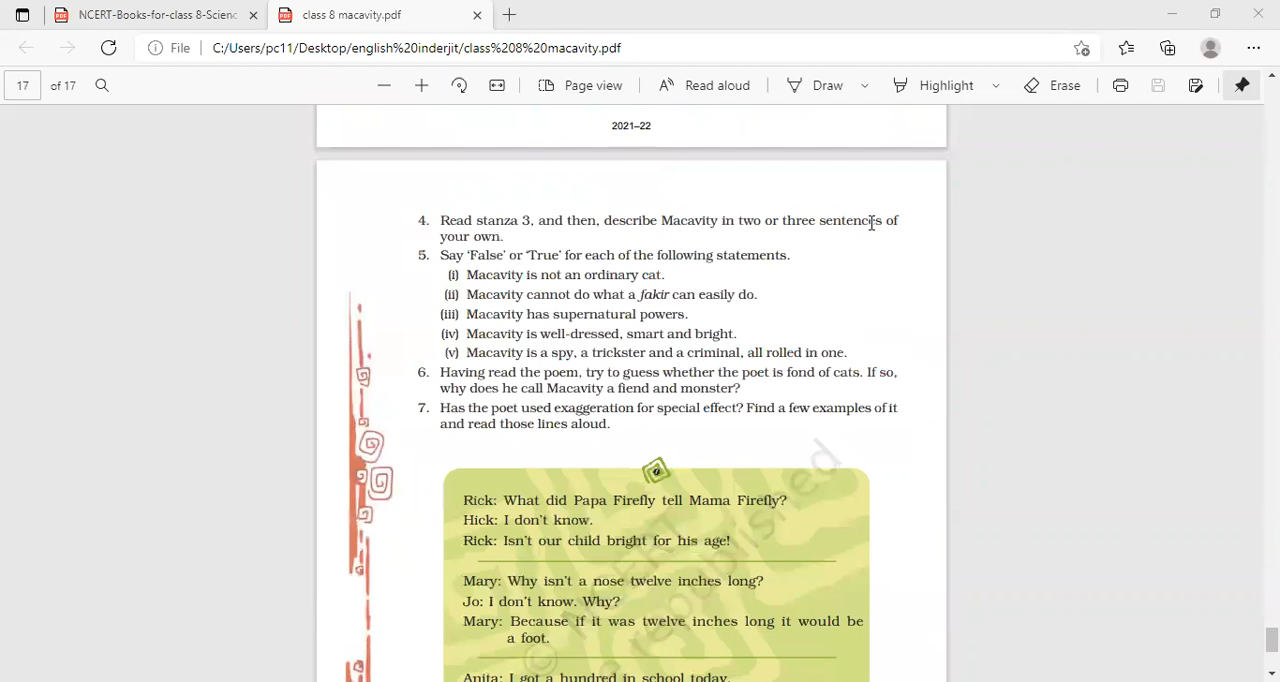 NCERT-Books-for-class 8-Scienc
class 8 macavity.pdf
File
C:/Users/pc11/Desktop/english%20inderjit/class%208%20macavity.pdf
17 of 17
Page view
Read aloud
Draw
Highlight
Erase
2021–22
4. Read stanza 3, and then, describe Macavity in two or three sentences of
your own.
5. Say ‘False’ or ‘True’ for each of the following statements.
(i) Macavity is not an ordinary cat.
(ii) Macavity cannot do what a fakir can easily do.
(iii) Macavity has supernatural powers.
(iv) Macavity is well-dressed, smart and bright.
(v) Macavity is a spy, a trickster and a criminal, all rolled in one.
6. Having read the poem, try to guess whether the poet is fond of cats. If so,
why does he call Macavity a fiend and monster?
7. Has the poet used exaggeration for special effect? Find a few examples of it
and read those lines aloud.
Rick: What did Papa Firefly tell Mama Firefly?
Hick: I don’t know.
Rick: Isn’t our child bright for his age!
Mary: Why isn’t a nose twelve inches long?
Jo: I don’t know. Why?
Mary: Because if it was twelve inches long it would be
a foot.
Anita: I got a hundred in school today.
© NCERT
republished